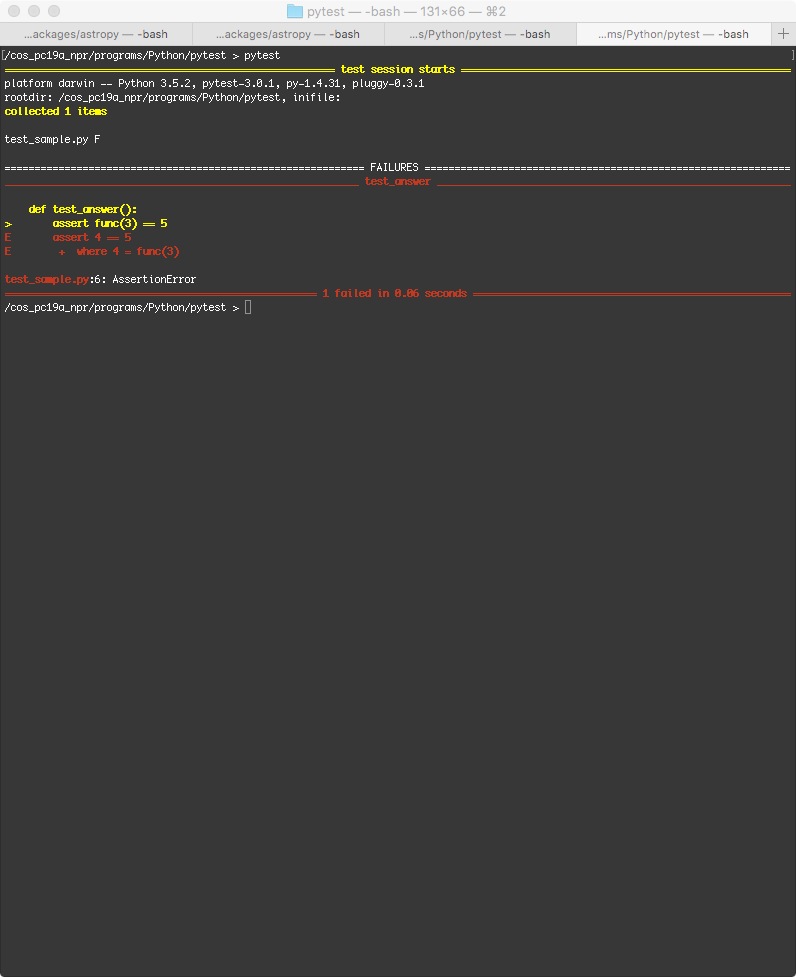 pytest — -bash — 131×66 — ⌘2
...ackages/astropy — -bash ...ackages/astropy — -bash ...s/Python/pytest — -bash ...ms/Python/pytest — -bash +
[/cos_pc19a_npr/programs/Python/pytest > pytest ]
======================================================= test session starts =======================================================
platform darwin -- Python 3.5.2, pytest-3.0.1, py-1.4.31, pluggy-0.3.1
rootdir: /cos_pc19a_npr/programs/Python/pytest, inifile:
collected 1 items
test_sample.py F
============================================================ FAILURES =============================================================
___________________________________________________________ test_answer ___________________________________________________________
def test_answer():
> assert func(3) == 5
E assert 4 == 5
E + where 4 = func(3)
test_sample.py:6: AssertionError
==================================================== 1 failed in 0.06 seconds =====================================================
/cos_pc19a_npr/programs/Python/pytest >